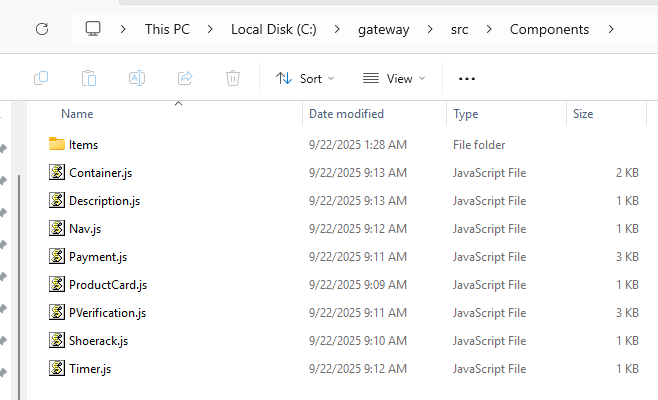 This PC Local Disk (C:) gateway src Components
Sort View
Name Date modified Type Size
Items 9/22/2025 1:28 AM File folder
Container.js 9/22/2025 9:13 AM JavaScript File 2 KB
Description.js 9/22/2025 9:13 AM JavaScript File 1 KB
Nav.js 9/22/2025 9:12 AM JavaScript File 1 KB
Payment.js 9/22/2025 9:11 AM JavaScript File 3 KB
ProductCard.js 9/22/2025 9:09 AM JavaScript File 1 KB
PVerification.js 9/22/2025 9:11 AM JavaScript File 3 KB
Shoerack.js 9/22/2025 9:10 AM JavaScript File 1 KB
Timer.js 9/22/2025 9:12 AM JavaScript File 1 KB